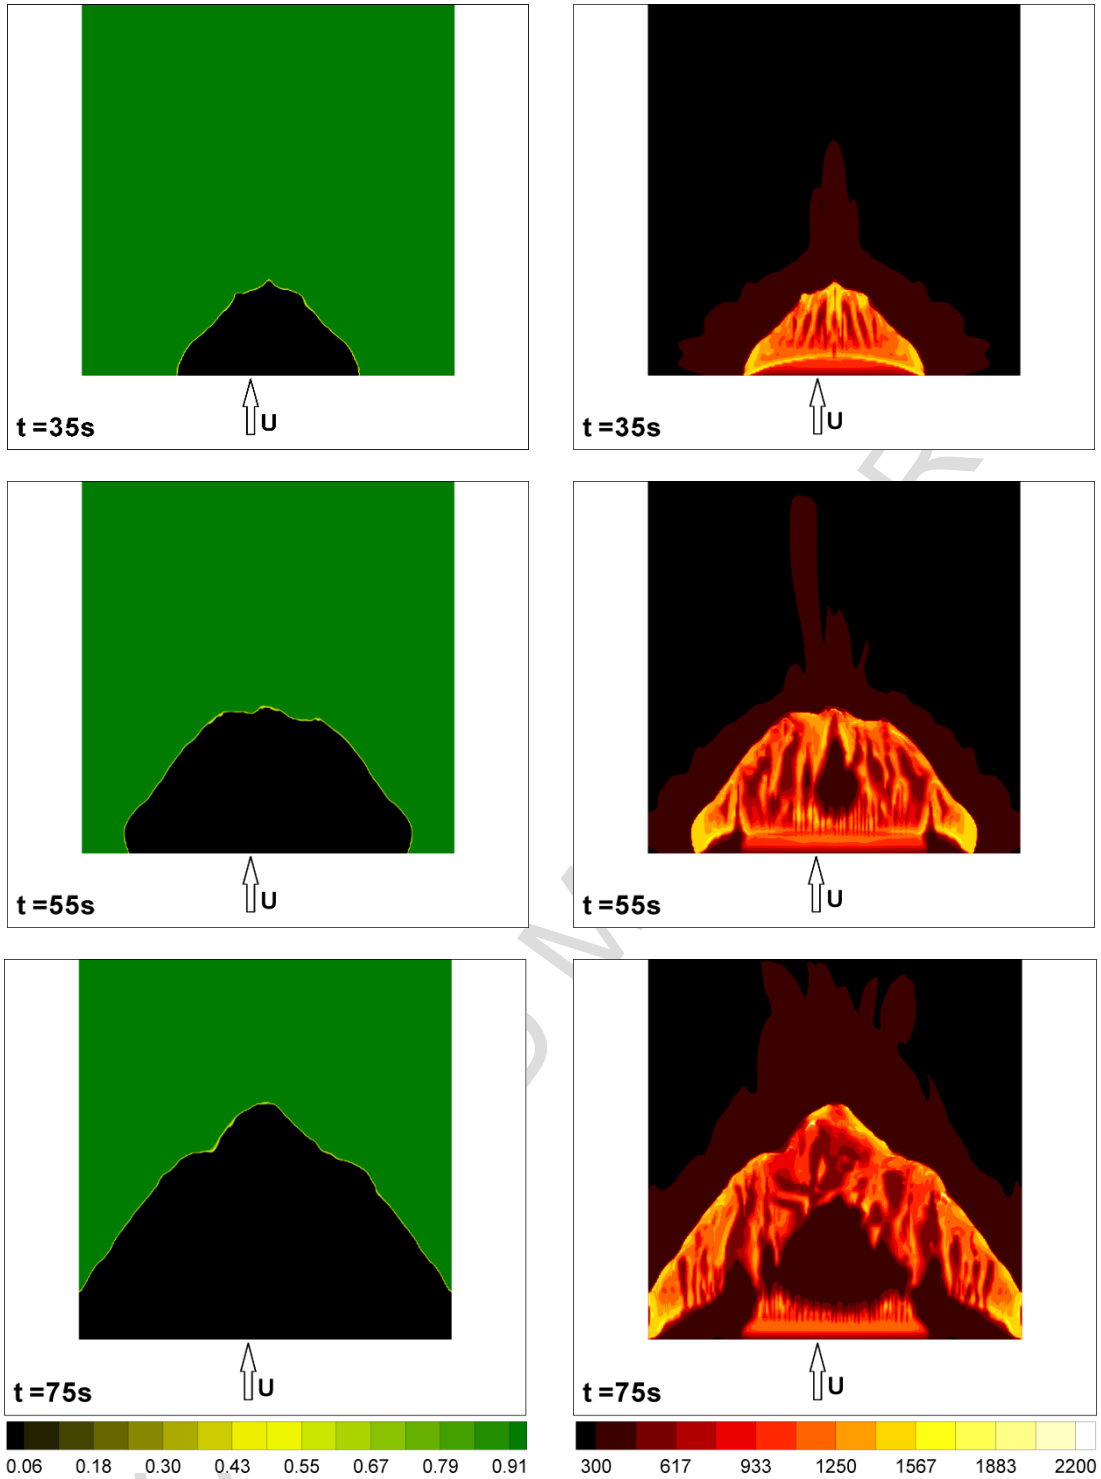 U
t =35s
U
t =35s
U
t =55s
U
t =55s
U
t =75s
U
t =75s
0.06 0.18 0.30 0.43 0.55 0.67 0.79 0.91
300 617 933 1250 1567 1883 2200